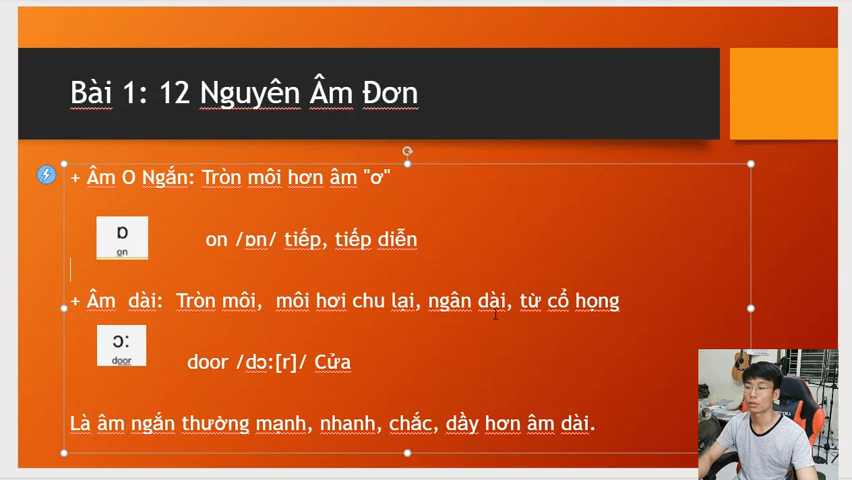 Bài 1: 12 Nguyên Âm Đơn
+ Âm O Ngắn: Tròn môi hơn âm "ơ"
ɒ
on
on /ɒn/ tiếp, tiếp diễn
+ Âm dài: Tròn môi, môi hơi chu lại, ngân dài, từ cổ họng
ɔ:
door
door /dɔ:[r]/ Cửa
Là âm ngắn thường mạnh, nhanh, chắc, dầy hơn âm dài.